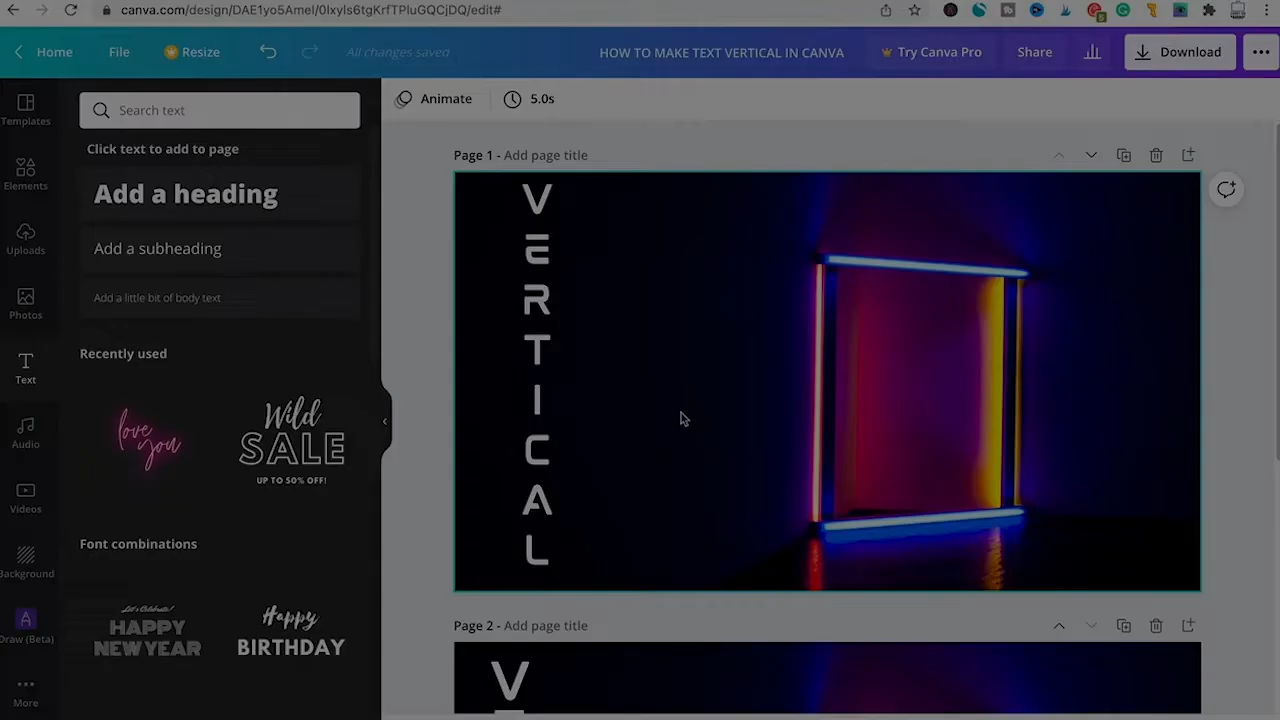 canva.com/design/DAE1yo5AmeI/0Ixyls6tgKrfTPIuGQCjDQ/edit#
Home
File
Resize
All changes saved
HOW TO MAKE TEXT VERTICAL IN CANVA
Try Canva Pro
Share
Download
Templates
Elements
Uploads
Photos
Text
Audio
Videos
Background
Draw (Beta)
More
Search text
Click text to add to page
Add a heading
Add a subheading
Add a little bit of body text
Recently used
love
you
Wild
SALE
UP TO 50% OFF!
Font combinations
Let's Celebrate!
HAPPY
NEW YEAR
Happy
BIRTHDAY
Animate
5.0s
Page 1 - Add page title
V
E
R
T
I
C
A
L
Page 2 - Add page title
V